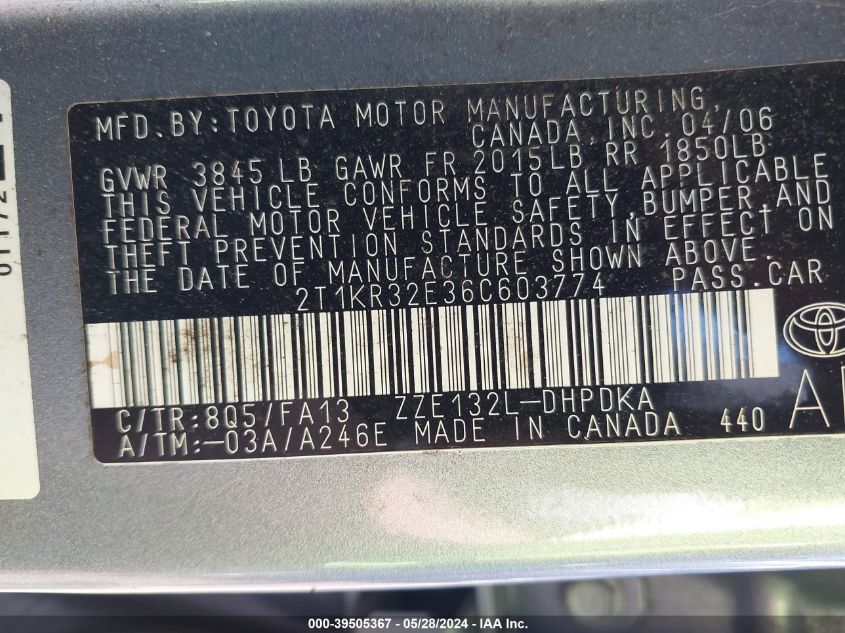 MFD. BY: TOYOTA MOTOR MANUFACTURING,
CANADA, INC. 04/06
GVWR 3845 LB GAWR FR 2015LB RR 1850LB
THIS VEHICLE CONFORMS TO ALL APPLICABLE
FEDERAL MOTOR VEHICLE SAFETY, BUMPER, AND
THEFT PREVENTION STANDARDS IN EFFECT ON
THE DATE OF MANUFACTURE SHOWN ABOVE.
2T1KR32E36C603774 PASS. CAR
C/TR: 8Q5/FA13 ZZE132L-DHPDKA
A/TM: -03A/A246E MADE IN CANADA 440
000-39505367 / 05/28/2024 - IAA Inc.